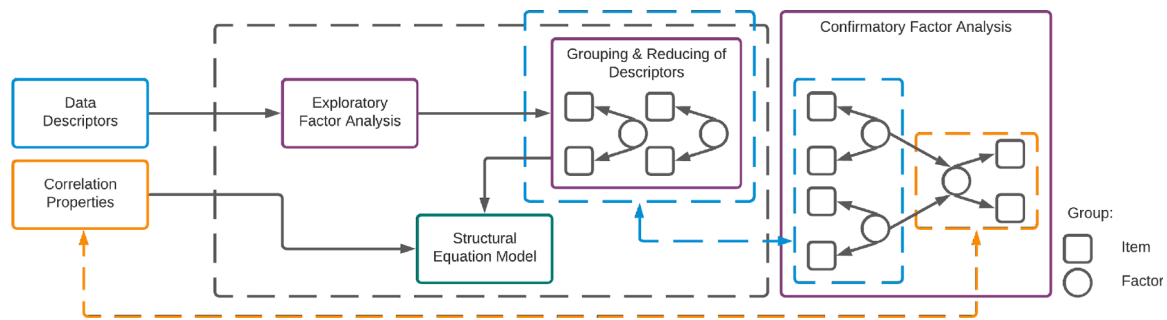 Data
Descriptors
Correlation
Properties
Exploratory
Factor Analysis
Grouping & Reducing of
Descriptors
Structural
Equation Model
Confirmatory Factor Analysis
Group:
Item
Factor